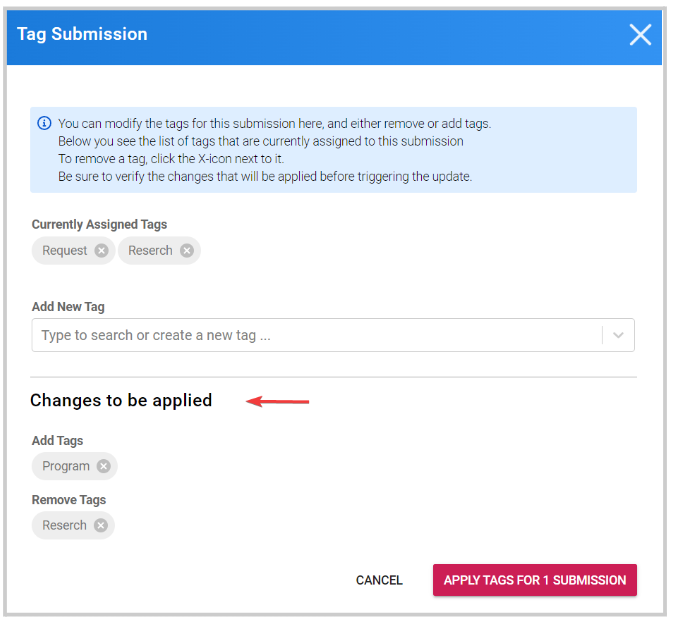 Tag Submission
You can modify the tags for this submission here, and either remove or add tags.
Below you see the list of tags that are currently assigned to this submission
To remove a tag, click the X-icon next to it.
Be sure to verify the changes that will be applied before triggering the update.
Currently Assigned Tags
Request Reserch
Add New Tag
Type to search or create a new tag ...
Changes to be applied
Add Tags
Program
Remove Tags
Reserch
CANCEL APPLY TAGS FOR 1 SUBMISSION